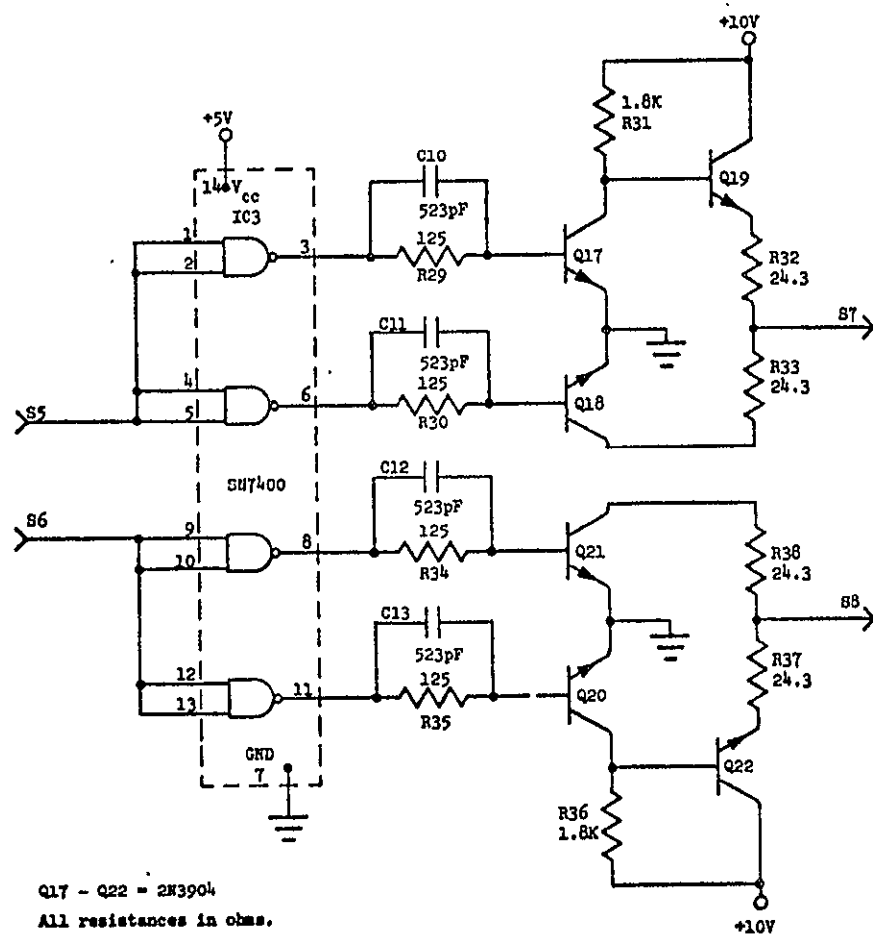 +10V
1.8K
R31
+5V
C10
14 Vcc
IC3
Q19
523pF
1
3
125
Q17
R32
24.3
2
R29
S7
C11
4
6
523pF
R33
24.3
125
S5
5
Q18
R30
SN7400
C12
S6
9
8
523pF
125
Q21
R38
24.3
10
R34
S8
C13
523pF
R37
24.3
12
11
125
Q20
13
R35
GND
7
Q22
R36
1.8K
Q17 - Q22 = 2N3904
All resistances in ohms.
+10V